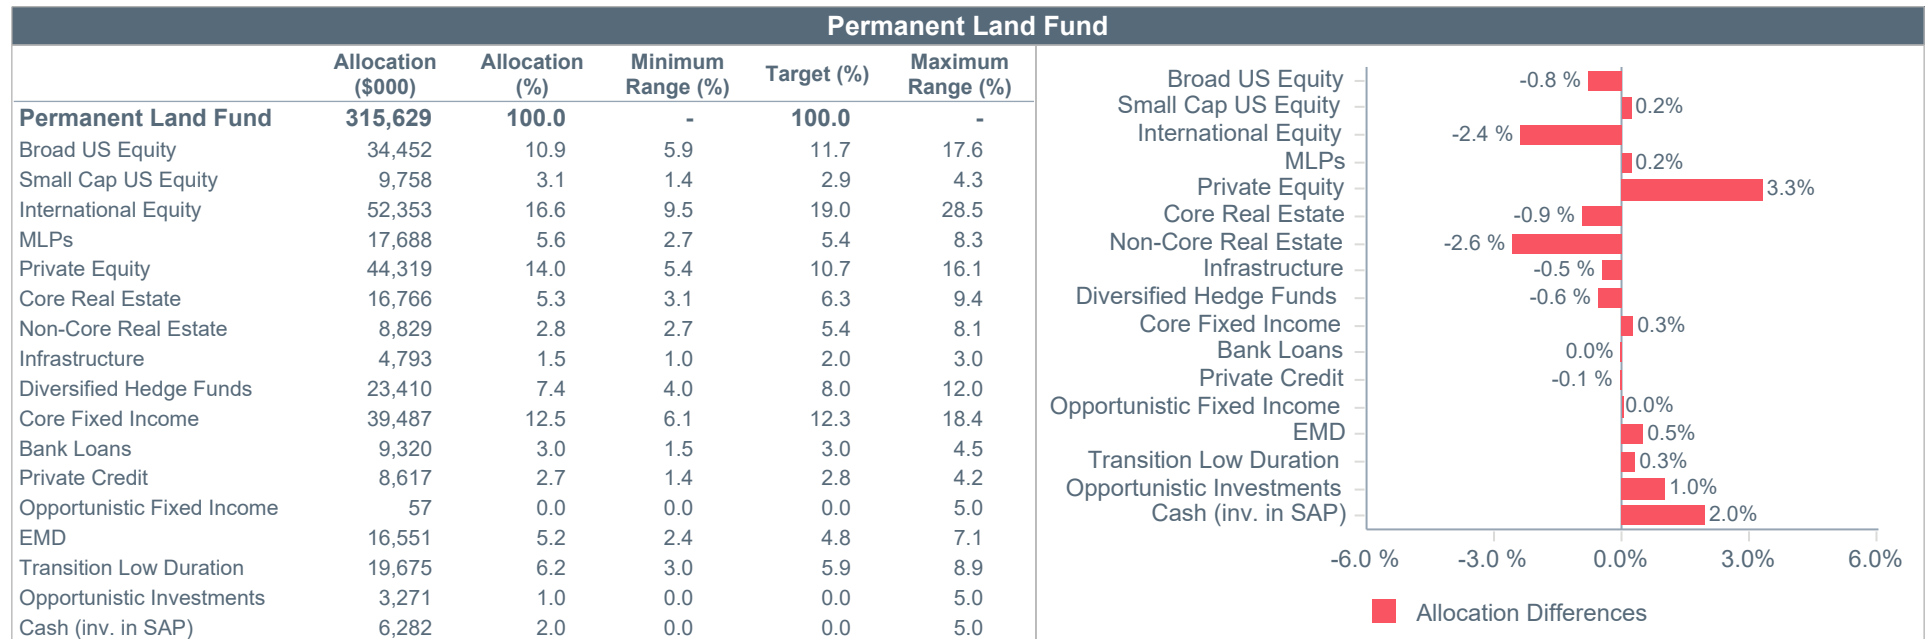 Permanent Land Fund
Allocation ($000) Allocation (%) Minimum Range (%) Target (%) Maximum Range (%)
Permanent Land Fund 315,629 100.0 - 100.0 -
Broad US Equity 34,452 10.9 5.9 11.7 17.6
Small Cap US Equity 9,758 3.1 1.4 2.9 4.3
International Equity 52,353 16.6 9.5 19.0 28.5
MLPs 17,688 5.6 2.7 5.4 8.3
Private Equity 44,319 14.0 5.4 10.7 16.1
Core Real Estate 16,766 5.3 3.1 6.3 9.4
Non-Core Real Estate 8,829 2.8 2.7 5.4 8.1
Infrastructure 4,793 1.5 1.0 2.0 3.0
Diversified Hedge Funds 23,410 7.4 4.0 8.0 12.0
Core Fixed Income 39,487 12.5 6.1 12.3 18.4
Bank Loans 9,320 3.0 1.5 3.0 4.5
Private Credit 8,617 2.7 1.4 2.8 4.2
Opportunistic Fixed Income 57 0.0 0.0 0.0 5.0
EMD 16,551 5.2 2.4 4.8 7.1
Transition Low Duration 19,675 6.2 3.0 5.9 8.9
Opportunistic Investments 3,271 1.0 0.0 0.0 5.0
Cash (inv. in SAP) 6,282 2.0 0.0 0.0 5.0
Broad US Equity -0.8 %
Small Cap US Equity 0.2%
International Equity -2.4 %
MLPs 0.2%
Private Equity 3.3%
Core Real Estate -0.9 %
Non-Core Real Estate -2.6 %
Infrastructure -0.5 %
Diversified Hedge Funds -0.6 %
Core Fixed Income 0.3%
Bank Loans 0.0%
Private Credit -0.1 %
Opportunistic Fixed Income 0.0%
EMD 0.5%
Transition Low Duration 0.3%
Opportunistic Investments 1.0%
Cash (inv. in SAP) 2.0%
-6.0 % -3.0 % 0.0% 3.0% 6.0%
Allocation Differences